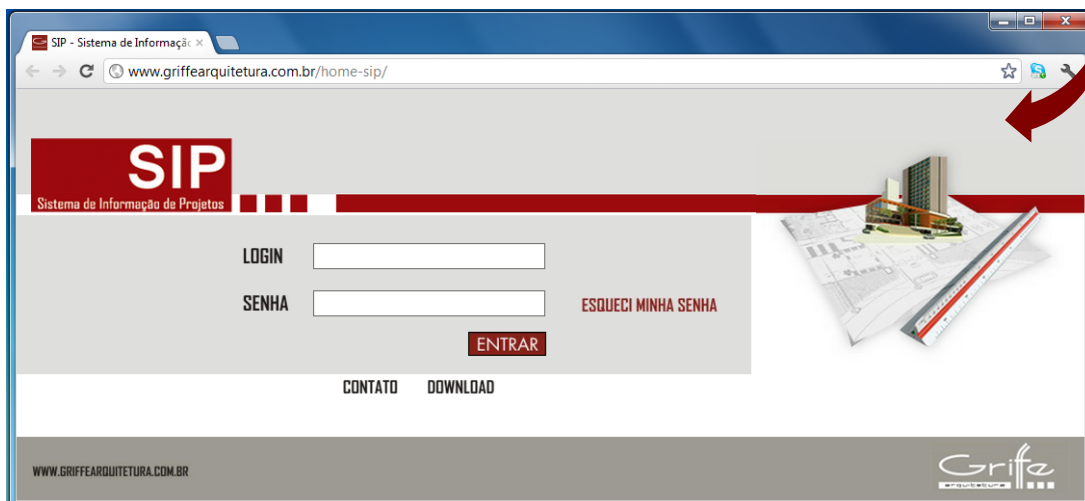 SIP - Sistema de Informaçã
www.griffearquitetura.com.br/home-sip/
SIP
Sistema de Informação de Projetos
LOGIN
SENHA
ESQUECI MINHA SENHA
ENTRAR
CONTATO DOWNLOAD
WWW.GRIFFEARQUITETURA.COM.BR
Griffe
arquitetura